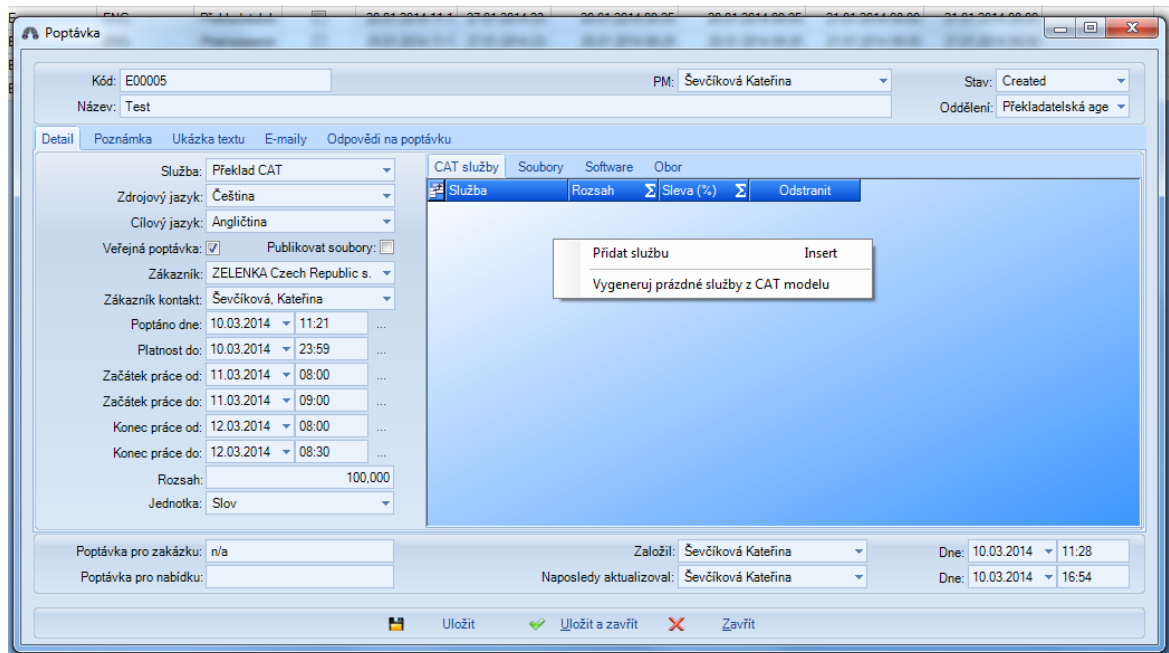 Poptávka
Kód: E00005 PM: Ševčíková Kateřina Stav: Created
Název: Test Oddělení: Překladatelská age
Detail Poznámka Ukázka textu E-maily Odpovědi na poptávku
Služba: Překlad CAT
Zdrojový jazyk: Čeština
Cílový jazyk: Angličtina
Veřejná poptávka: Publikovat soubory:
Zákazník: ZELENKA Czech Republic s.
Zákazník kontakt: Ševčíková, Kateřina
Poptáno dne: 10.03.2014 11:21 ...
Platnost do: 10.03.2014 23:59 ...
Začátek práce od: 11.03.2014 08:00 ...
Začátek práce do: 11.03.2014 09:00 ...
Konec práce od: 12.03.2014 08:00 ...
Konec práce do: 12.03.2014 08:30 ...
Rozsah: 100,000
Jednotka: Slov
CAT služby Soubory Software Obor
Služba Rozsah Σ Sleva (%) Σ Odstranit
Přidat službu Insert
Vygeneruj prázdné služby z CAT modelu
Poptávka pro zakázku: n/a Založil: Ševčíková Kateřina Dne: 10.03.2014 11:28
Poptávka pro nabídku: Naposledy aktualizoval: Ševčíková Kateřina Dne: 10.03.2014 16:54
Uložit Uložit a zavřít Zavřít